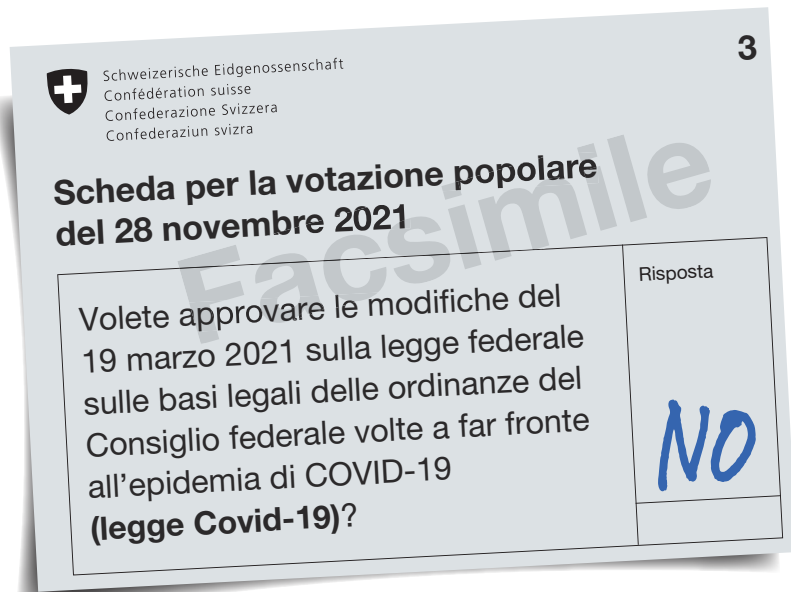 3
Schweizerische Eidgenossenschaft
Confédération suisse
Confederazione Svizzera
Confederaziun svizra
Scheda per la votazione popolare
del 28 novembre 2021
Facsimile
Volete approvare le modifiche del
19 marzo 2021 sulla legge federale
sulle basi legali delle ordinanze del
Consiglio federale volte a far fronte
all'epidemia di COVID-19
(legge Covid-19)?
Risposta
NO